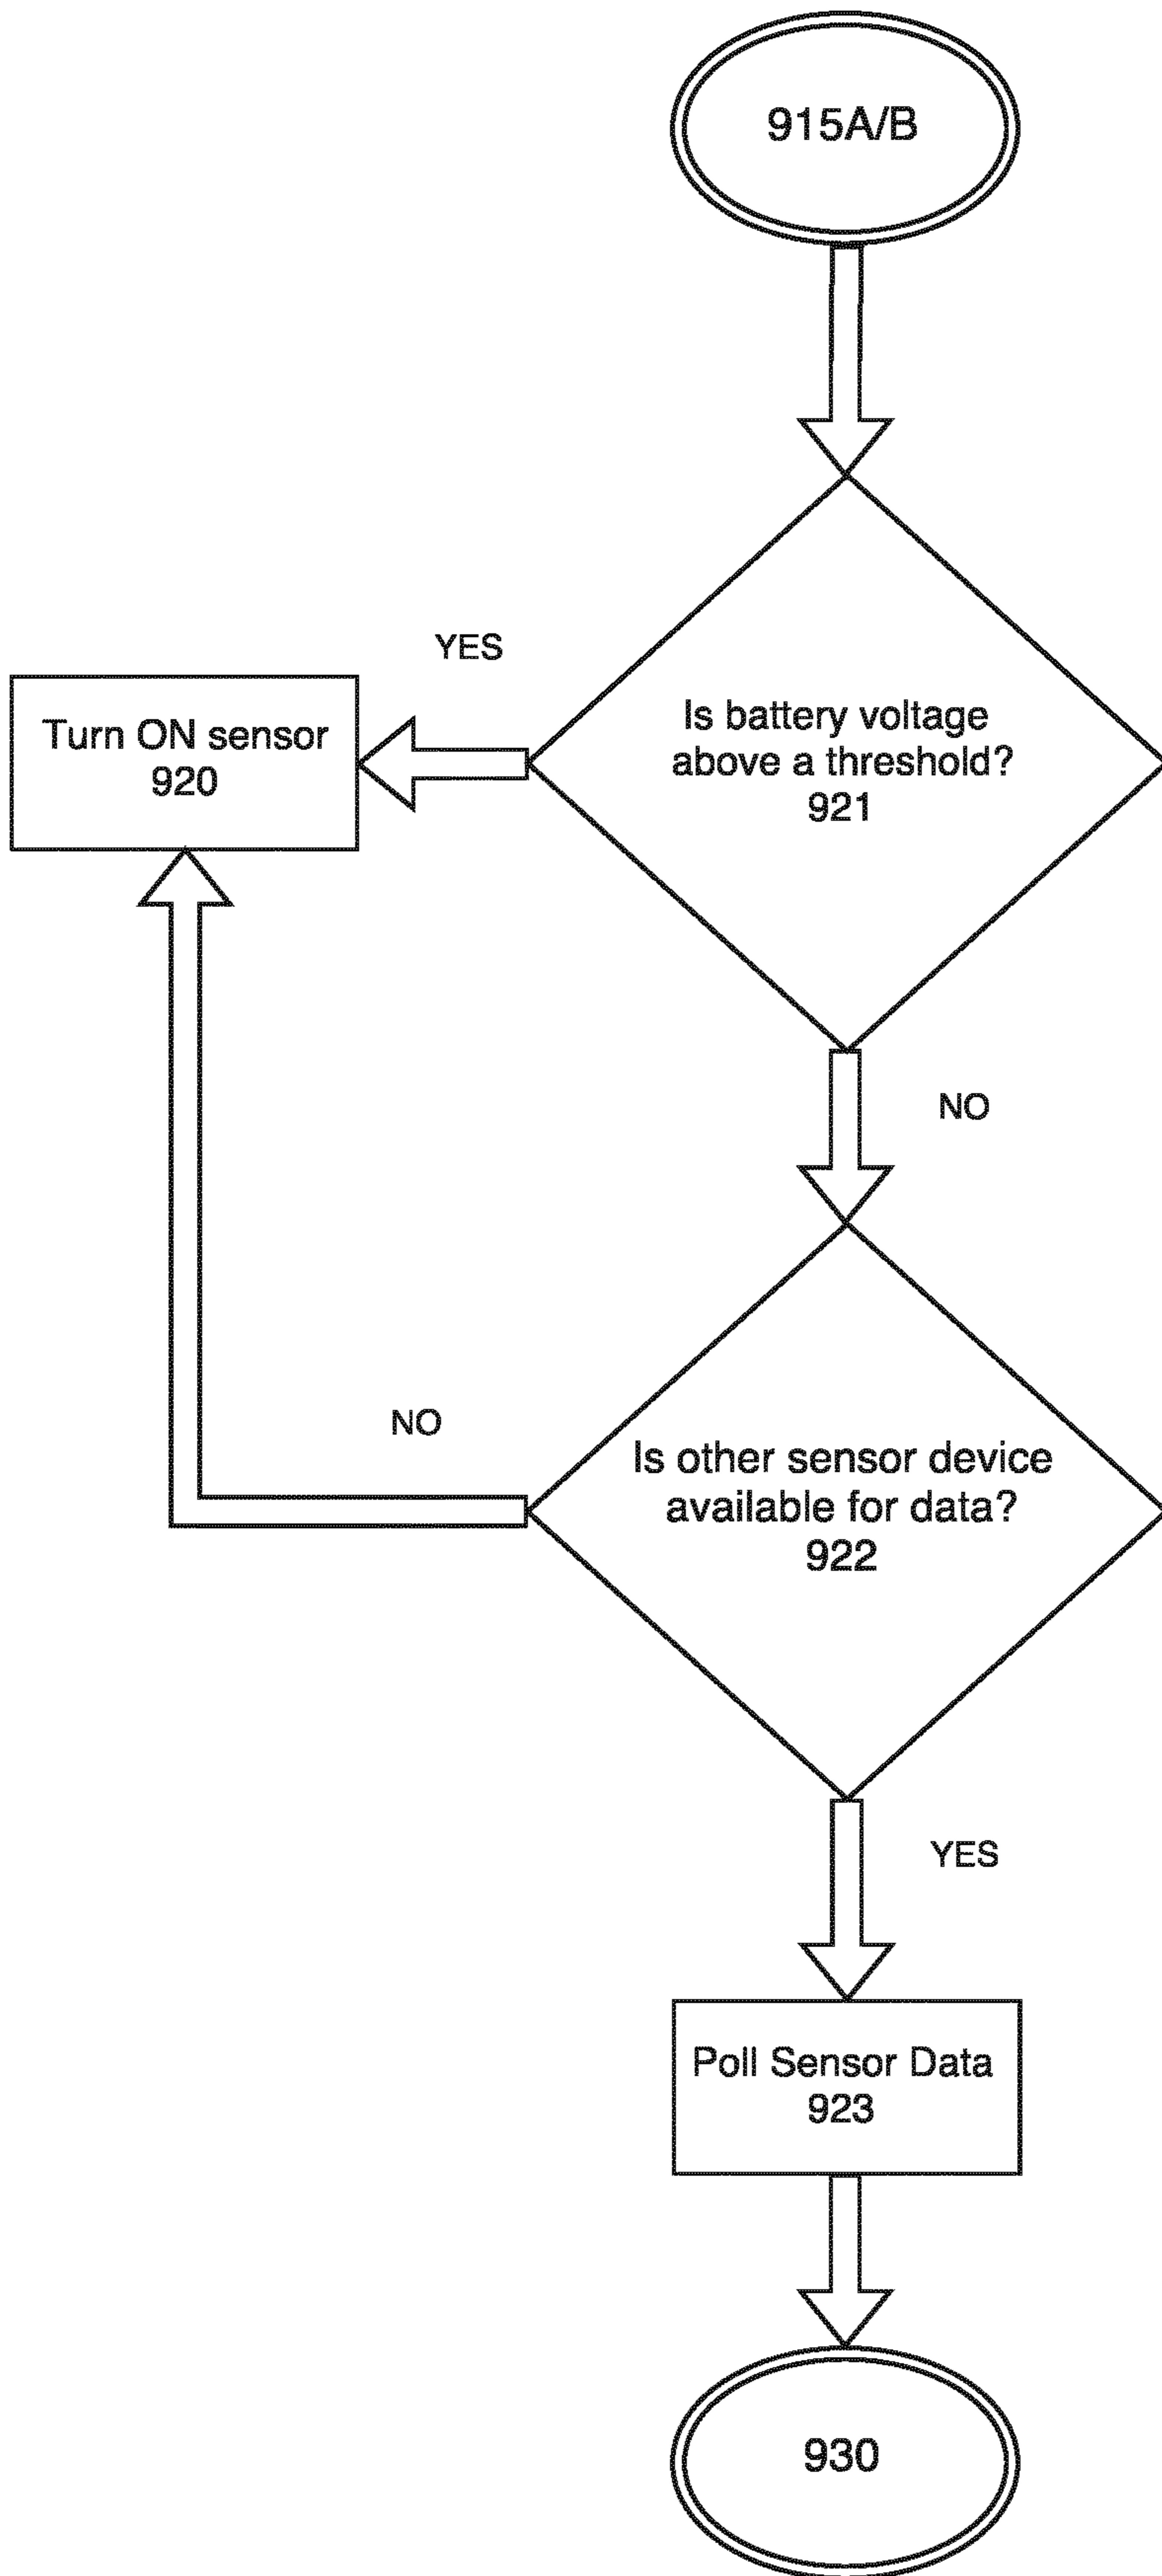 915A/B
YES
Turn ON sensor
920
Is battery voltage
above a threshold?
921
NO
NO
Is other sensor device
available for data?
922
YES
Poll Sensor Data
923
930